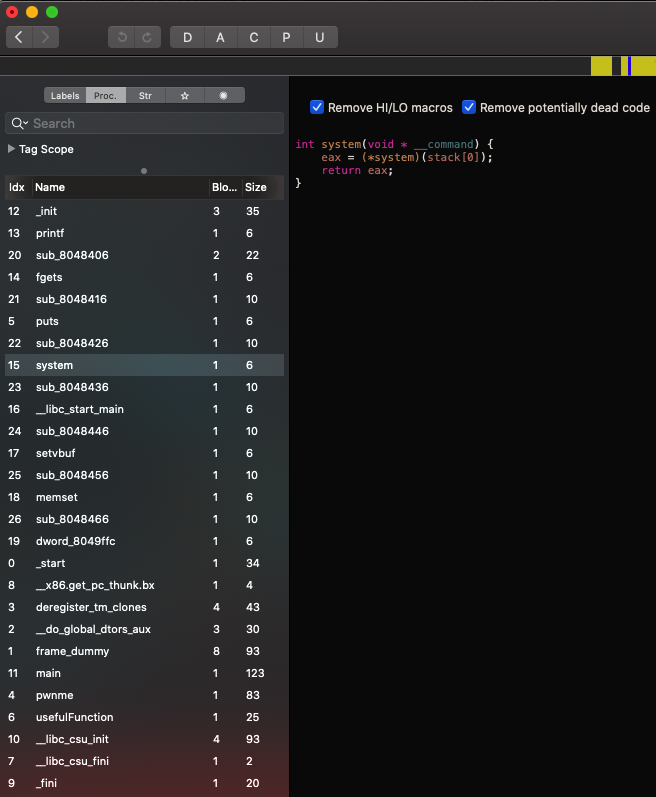 D A C P U
Labels Proc. Str
Search
Tag Scope
Idx Name Blo... Size
12 _init 3 35
13 printf 1 6
20 sub_8048406 2 22
14 fgets 1 6
21 sub_8048416 1 10
5 puts 1 6
22 sub_8048426 1 10
15 system 1 6
23 sub_8048436 1 10
16 __libc_start_main 1 6
24 sub_8048446 1 10
17 setvbuf 1 6
25 sub_8048456 1 10
18 memset 1 6
26 sub_8048466 1 10
19 dword_8049ffc 1 6
0 _start 1 34
8 __x86.get_pc_thunk.bx 1 4
3 deregister_tm_clones 4 43
2 __do_global_dtors_aux 3 30
1 frame_dummy 8 93
11 main 1 123
4 pwnme 1 83
6 usefulFunction 1 25
10 __libc_csu_init 4 93
7 __libc_csu_fini 1 2
9 _fini 1 20
Remove HI/LO macros Remove potentially dead code
int system(void * __command) {
    eax = (*system)(stack[0]);
    return eax;
}